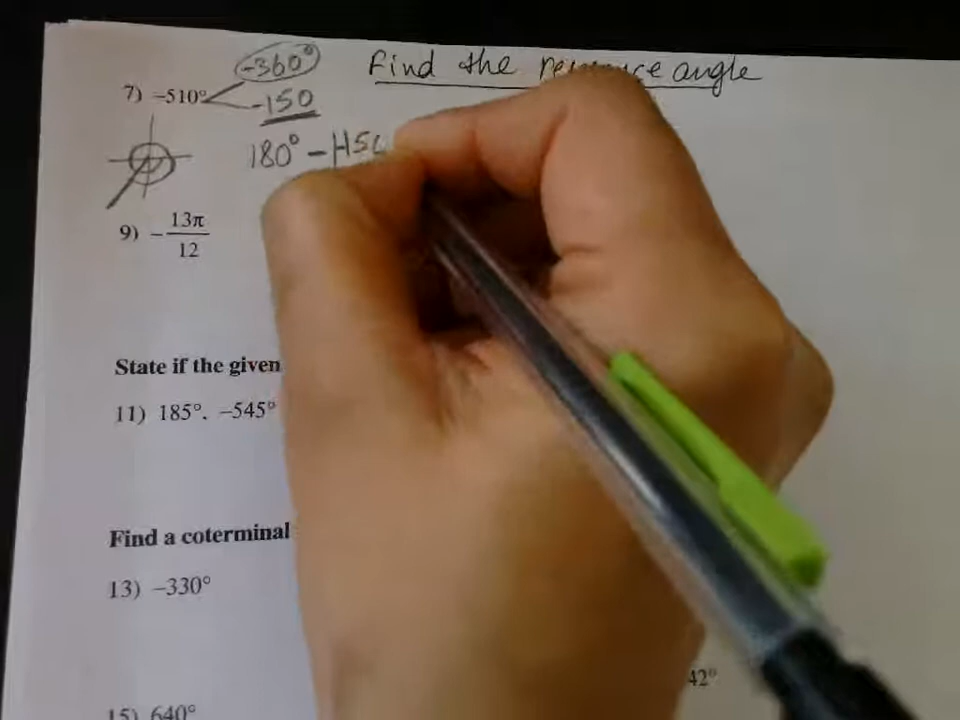 -360° Find the angle
7) -510° -150
180° -
9) - 13π
12
State if the given
11) 185°, -545°
Find a coterminal
13) -330°
42°
15) 640°